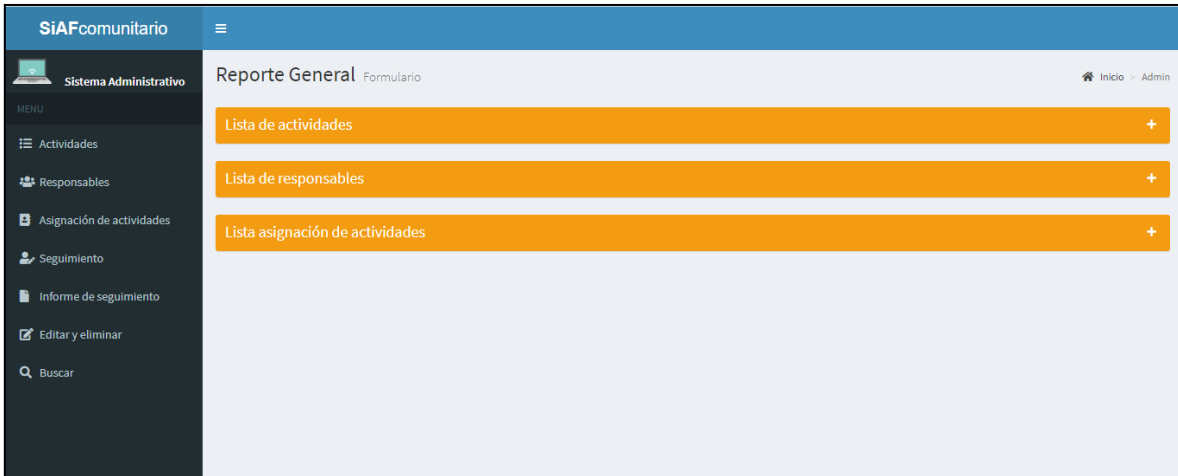 SiAFcomunitario
Sistema Administrativo
MENU
Actividades
Responsables
Asignación de actividades
Seguimiento
Informe de seguimiento
Editar y eliminar
Buscar
Reporte General Formulario
Inicio > Admin
Lista de actividades +
Lista de responsables +
Lista asignación de actividades +